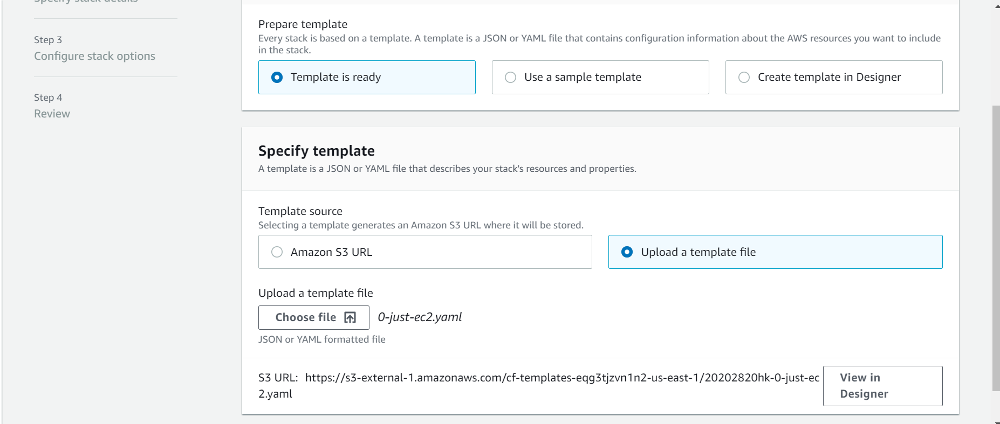 Specify stack details
Step 3
Configure stack options
Step 4
Review
Prepare template
Every stack is based on a template. A template is a JSON or YAML file that contains configuration information about the AWS resources you want to include
in the stack.
Template is ready
Use a sample template
Create template in Designer
Specify template
A template is a JSON or YAML file that describes your stack's resources and properties.
Template source
Selecting a template generates an Amazon S3 URL where it will be stored.
Amazon S3 URL
Upload a template file
Upload a template file
Choose file
0-just-ec2.yaml
JSON or YAML formatted file
S3 URL: https://s3-external-1.amazonaws.com/cf-templates-eqg3tjzvn1n2-us-east-1/20202820hk-0-just-ec
2.yaml
View in
Designer